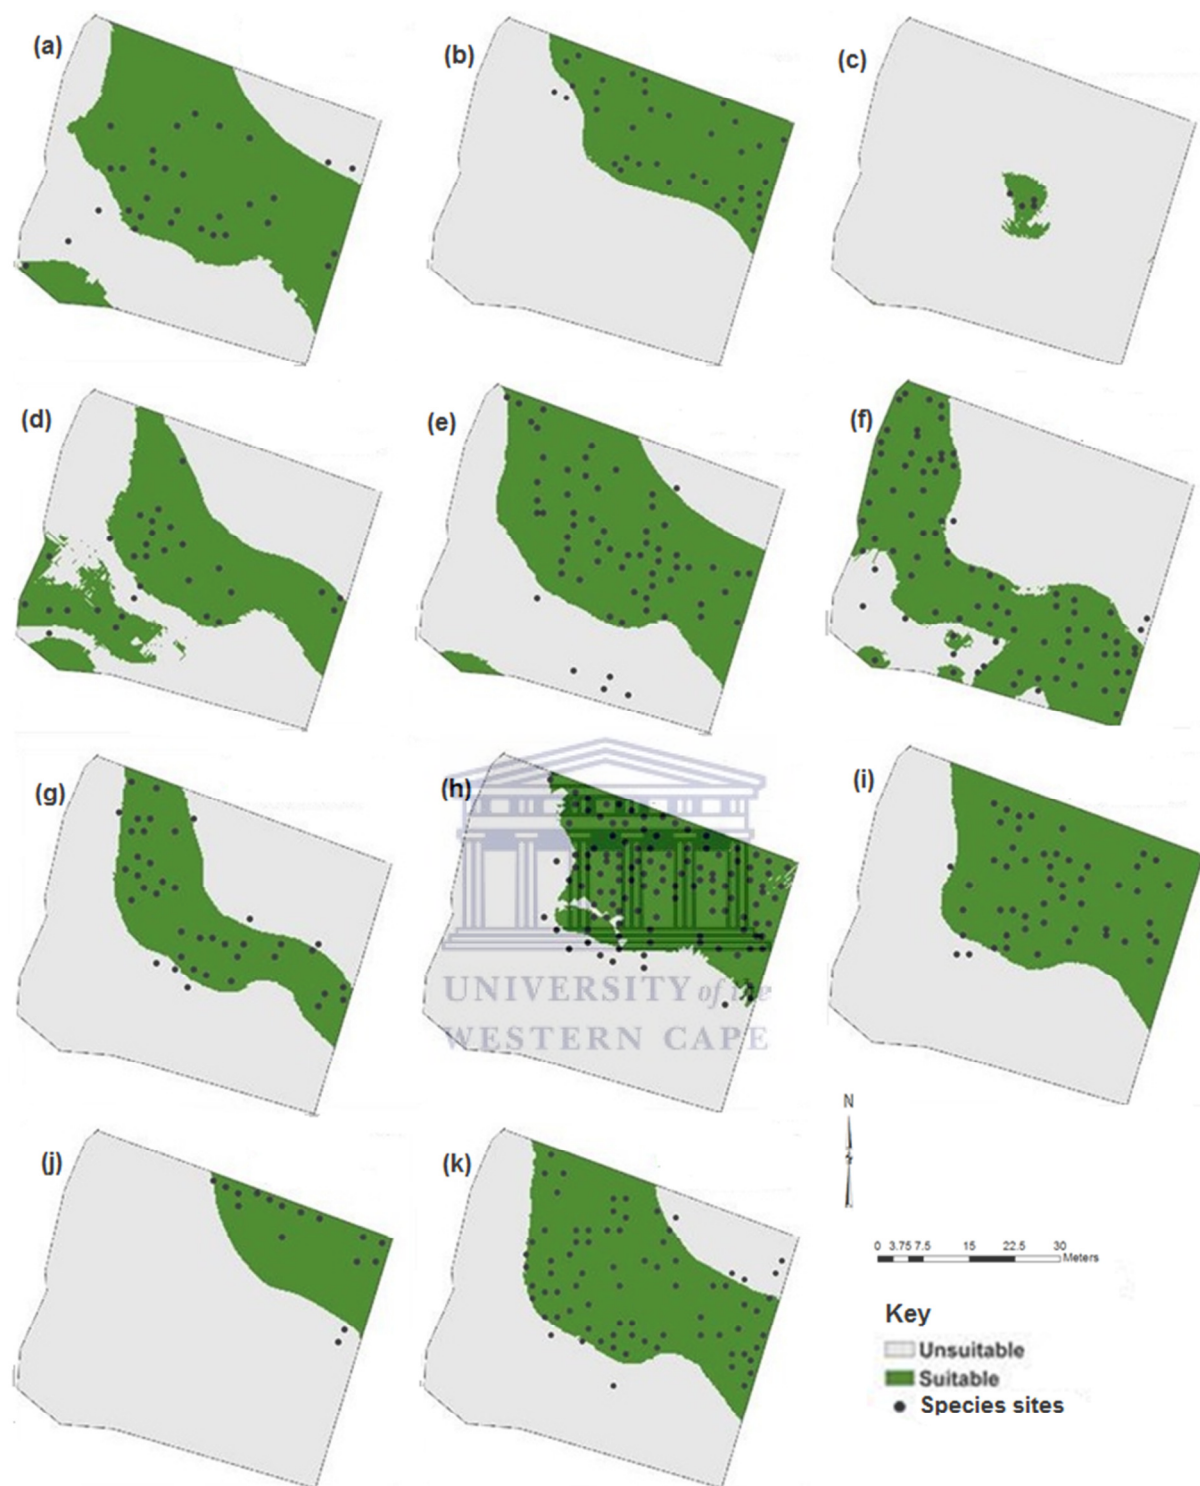 (a)
(b)
(c)
(d)
(e)
(f)
(g)
(h)
(i)
UNIVERSITY of the
WESTERN CAPE
(j)
(k)
N
0 3.75 7.5 15 22.5 30
Meters
Key
Unsuitable
Suitable
Species sites